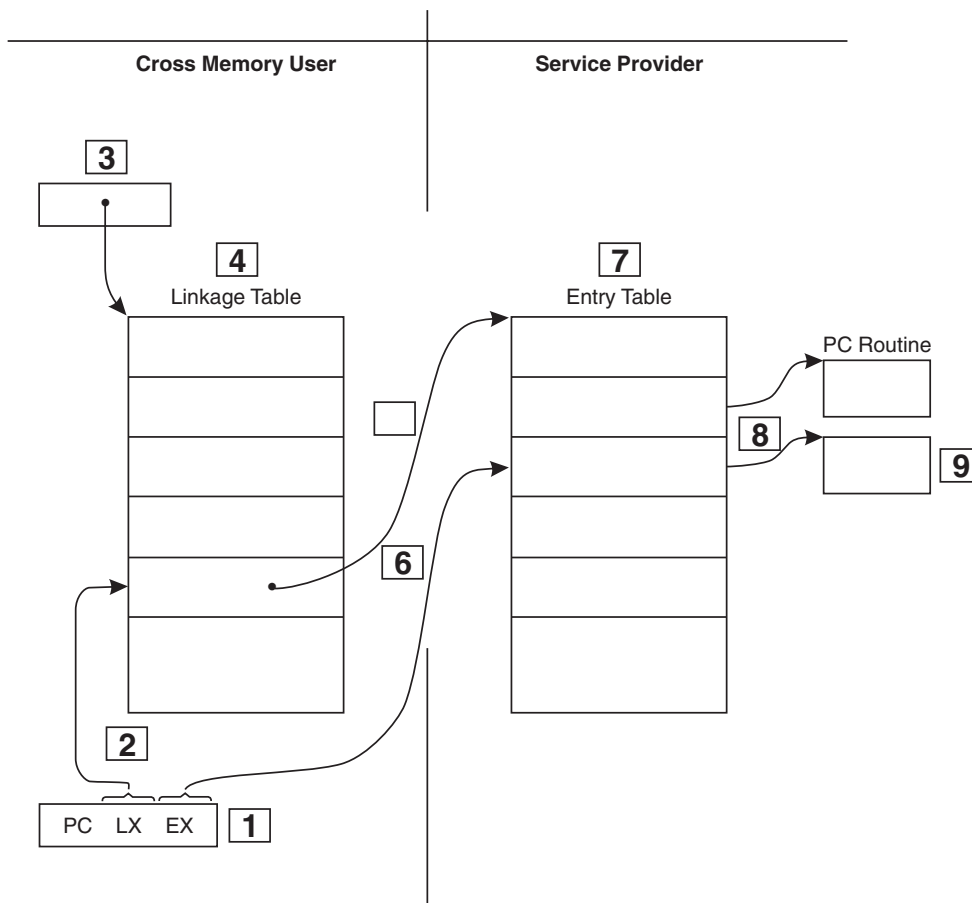 Cross Memory User
Service Provider
3
4
7
Linkage Table
Entry Table
PC Routine
8
9
6
2
PC LX EX
1